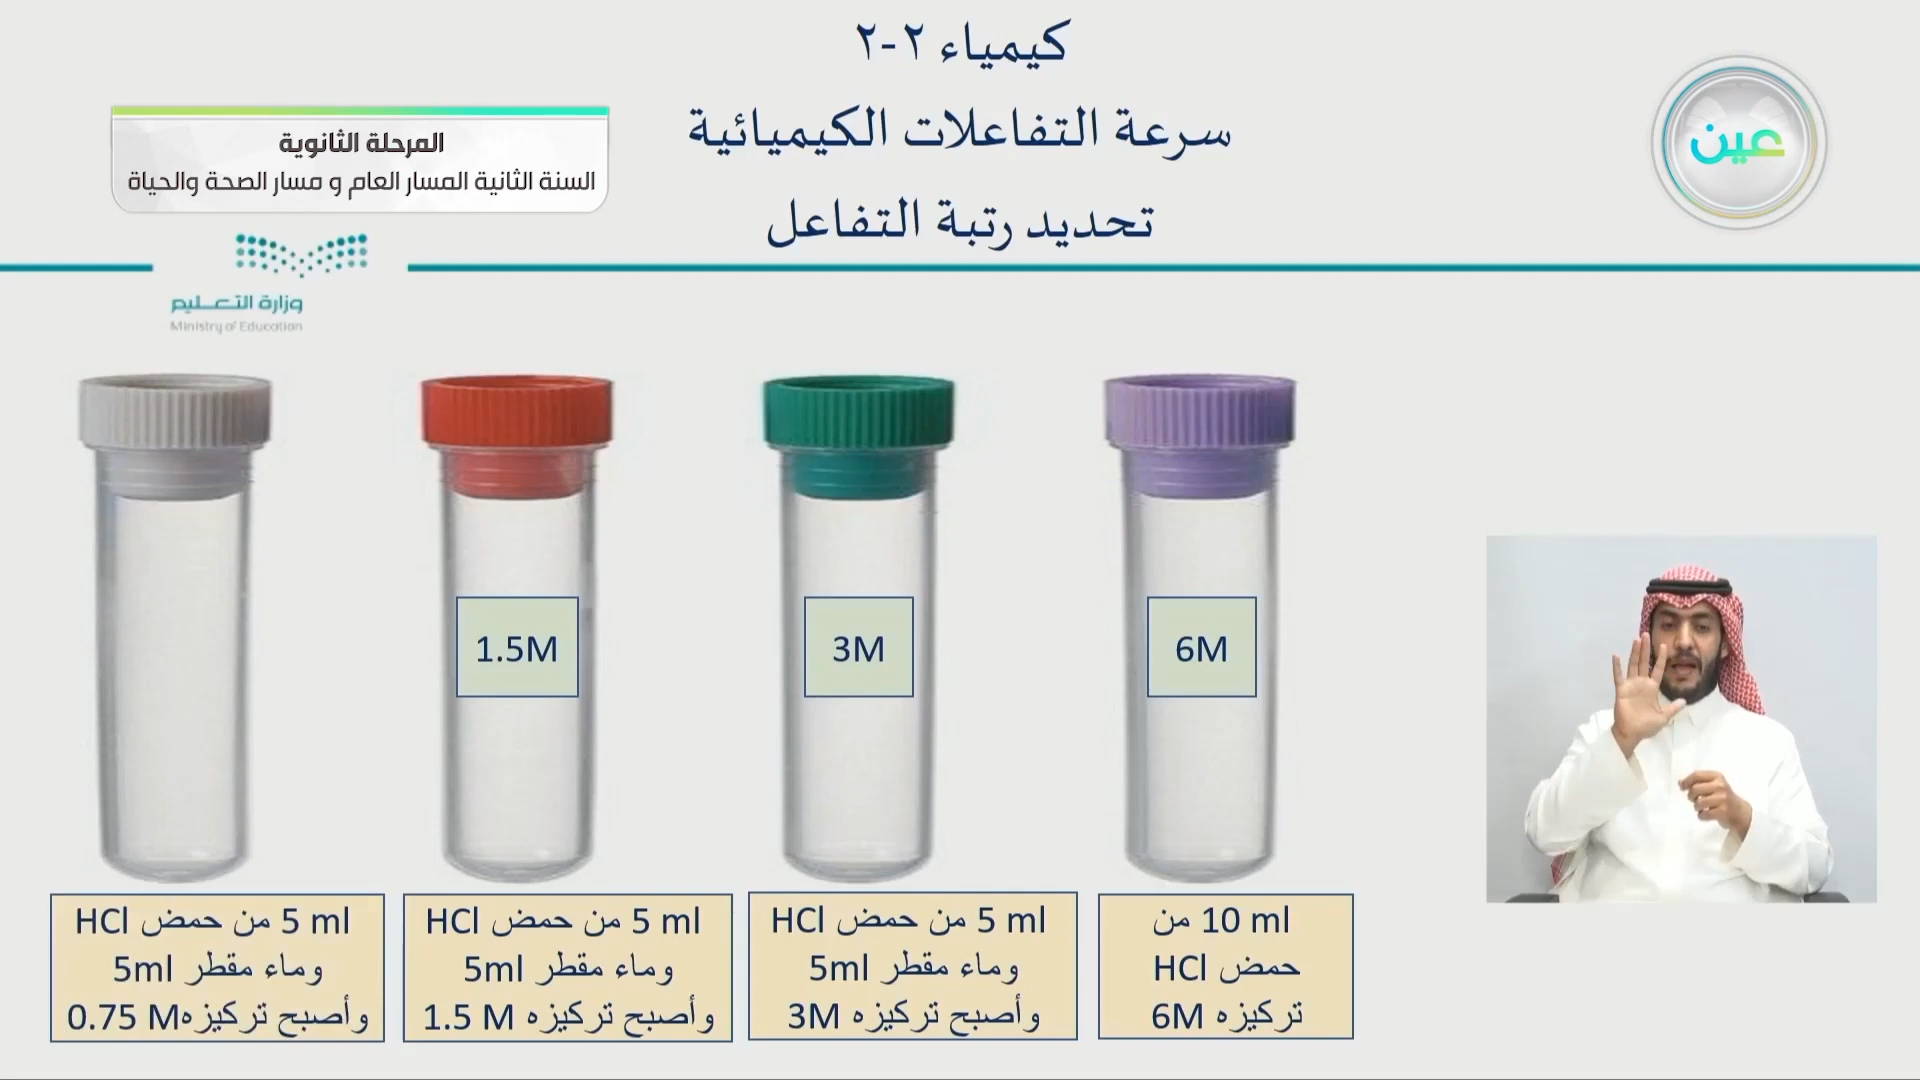 كيمياء ٢-٢
سرعة التفاعلات الكيميائية
تحديد رتبة التفاعل
عين
المرحلة الثانوية
السنة الثانية المسار العام و مسار الصحة والحياة
وزارة التعليم
Ministry of Education
6M
3M
1.5M
10 ml من
حمض HCl
تركيزه 6M
5 ml من حمض HCl
وماء مقطر 5ml
وأصبح تركيزه 3M
5 ml من حمض HCl
وماء مقطر 5ml
وأصبح تركيزه 1.5 M
5 ml من حمض HCl
وماء مقطر 5ml
وأصبح تركيزه 0.75 M